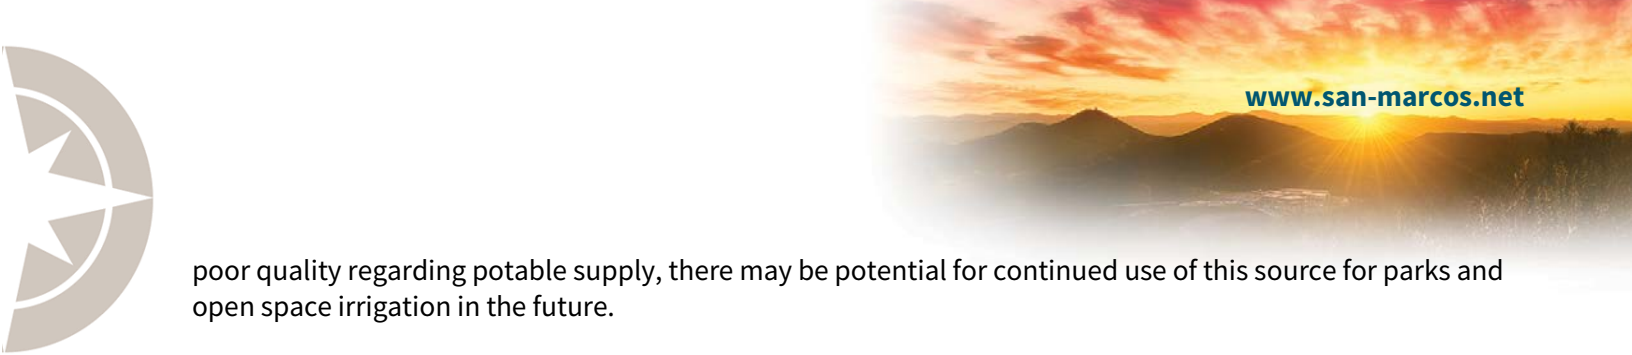 www.san-marcos.net
poor quality regarding potable supply, there may be potential for continued use of this source for parks and
open space irrigation in the future.